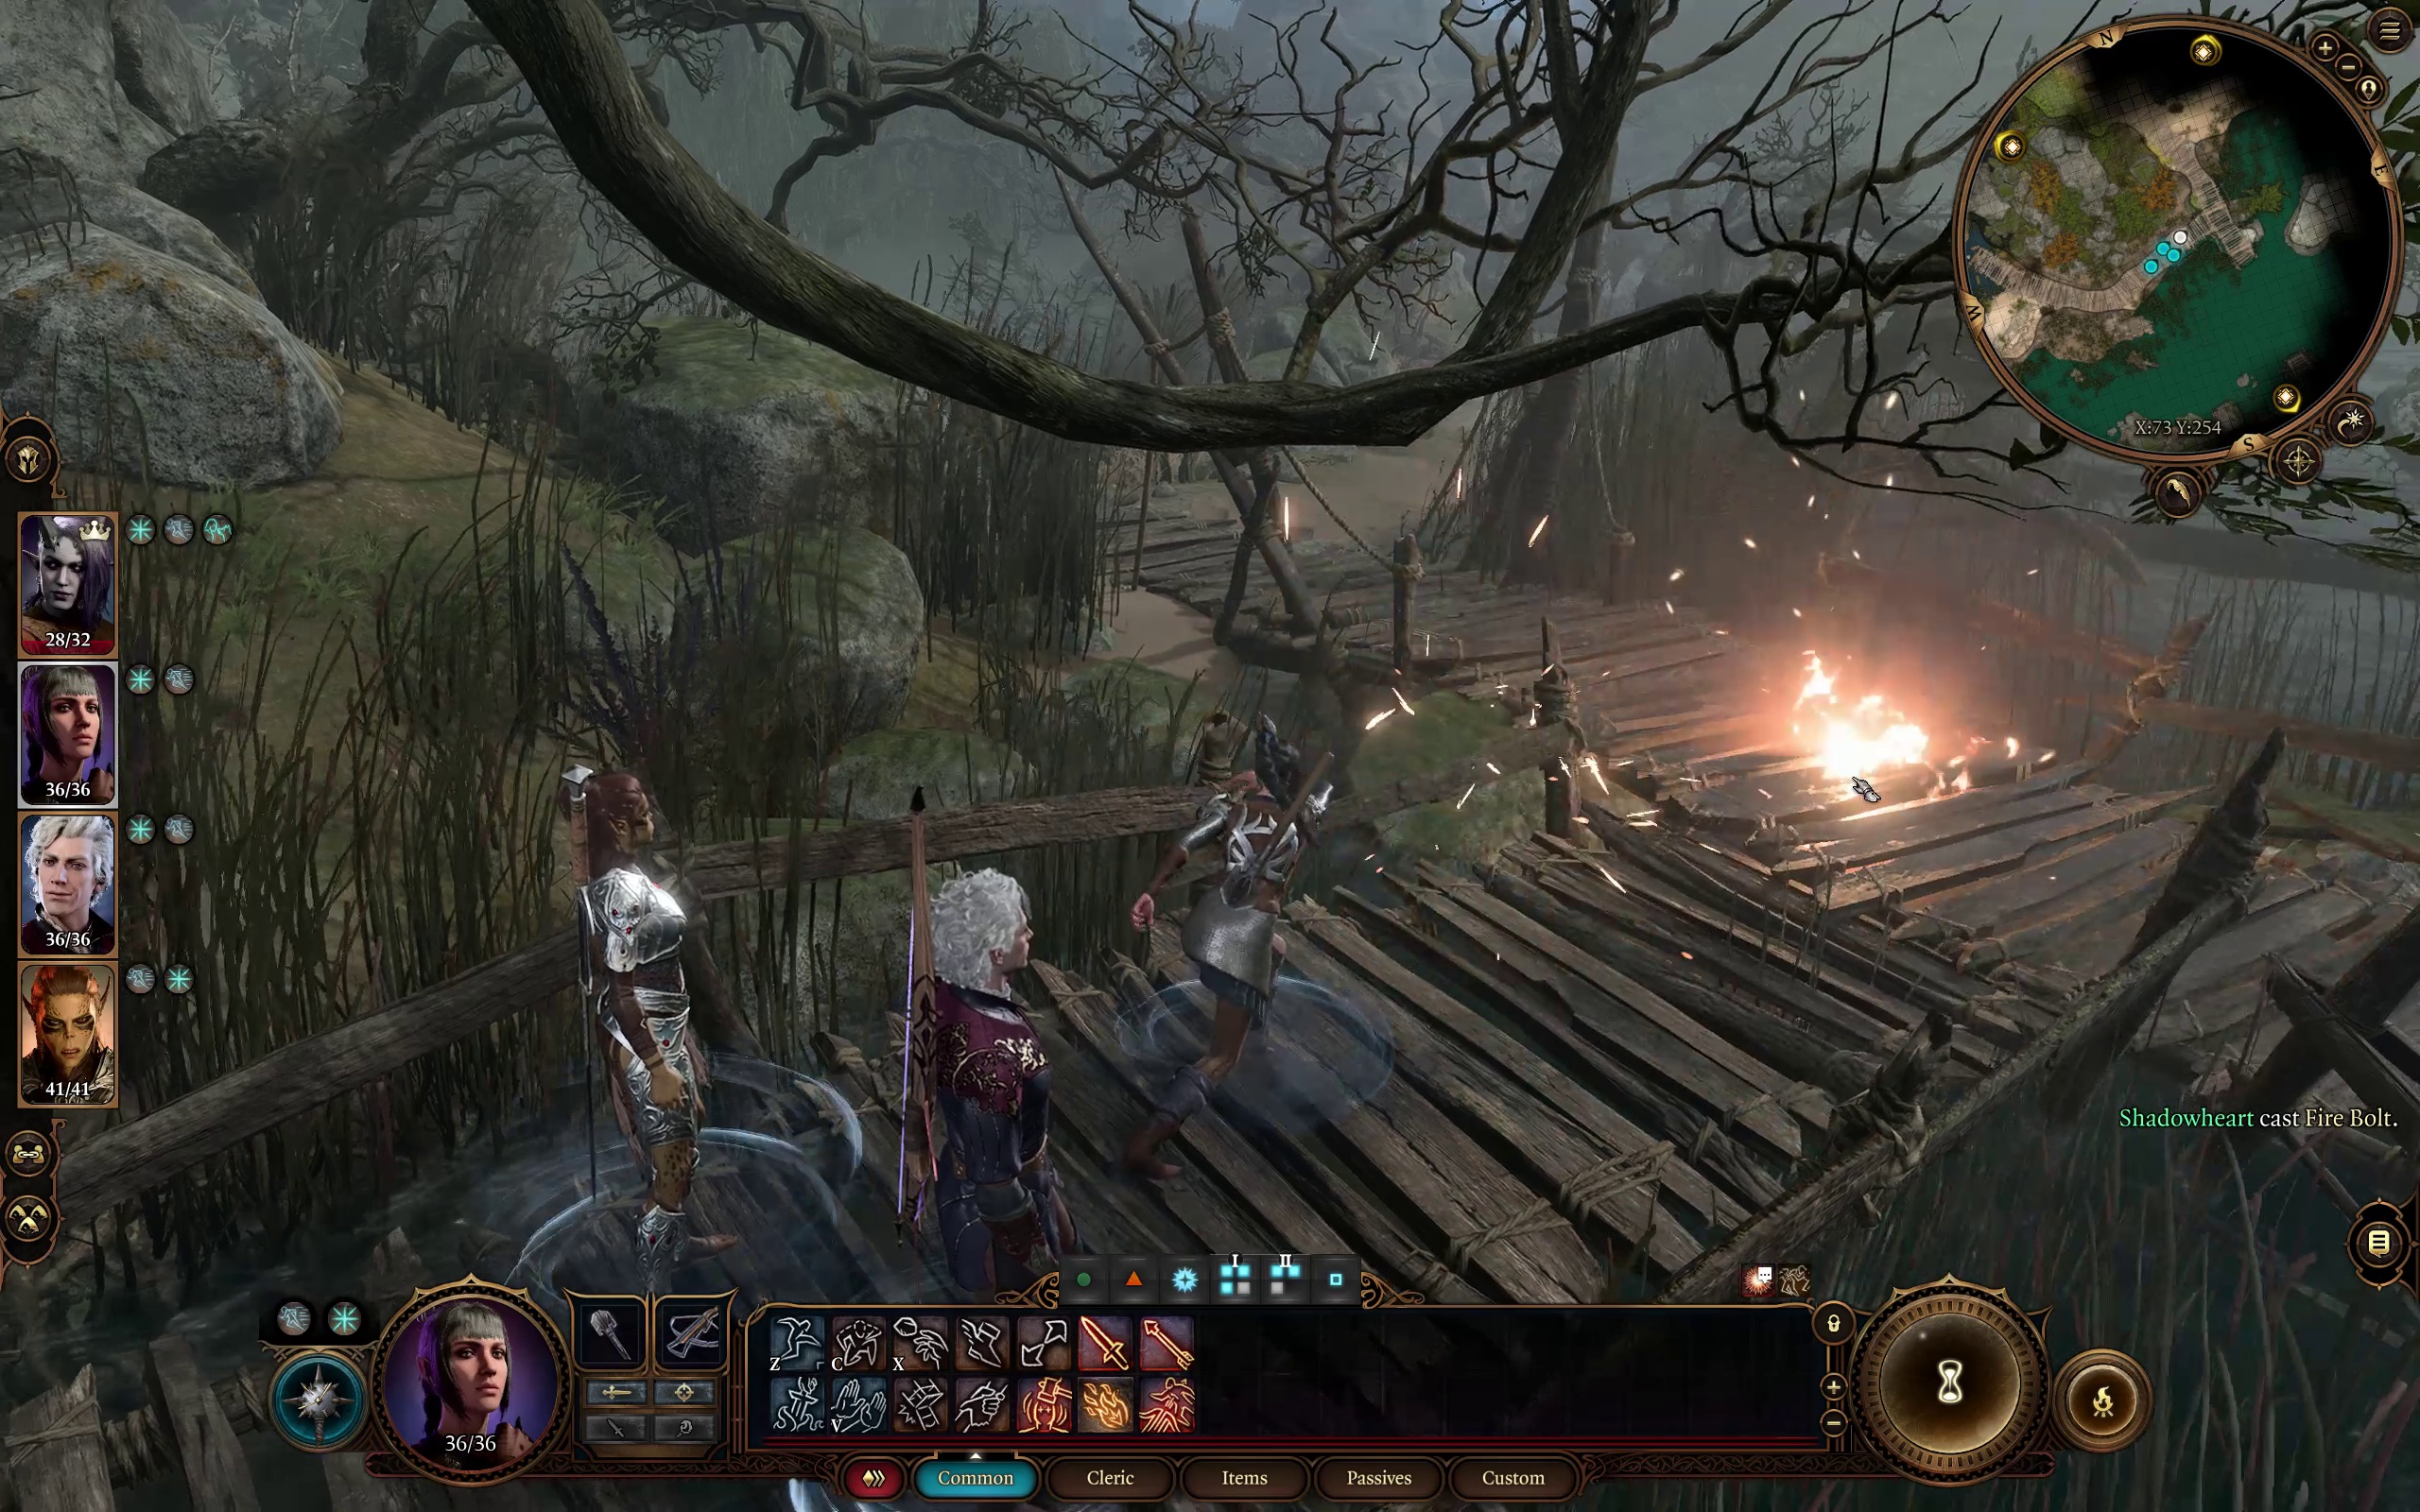 N
E
W
S
X:73 Y:254
28/32
36/36
36/36
41/41
Shadowheart cast Fire Bolt.
I II
Z C X
V
36/36
Common Cleric Items Passives Custom